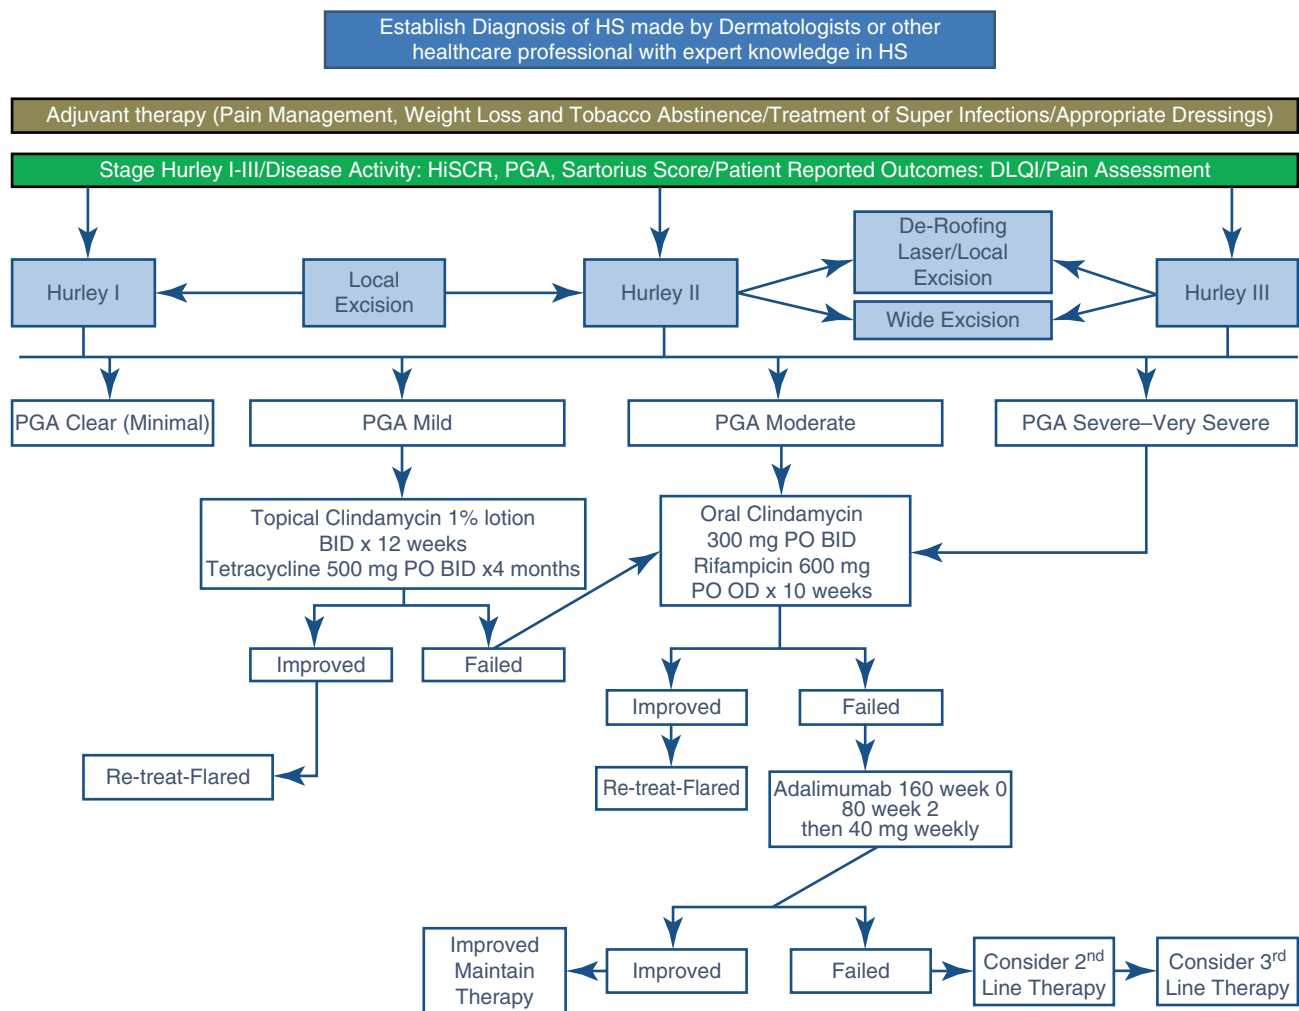 Establish Diagnosis of HS made by Dermatologists or other
healthcare professional with expert knowledge in HS
Adjuvant therapy (Pain Management, Weight Loss and Tobacco Abstinence/Treatment of Super Infections/Appropriate Dressings)
Stage Hurley I-III/Disease Activity: HiSCR, PGA, Sartorius Score/Patient Reported Outcomes: DLQI/Pain Assessment
Hurley I
Local
Excision
Hurley II
De-Roofing
Laser/Local
Excision
Wide Excision
Hurley III
PGA Clear (Minimal)
PGA Mild
PGA Moderate
PGA Severe–Very Severe
Topical Clindamycin 1% lotion
BID x 12 weeks
Tetracycline 500 mg PO BID x4 months
Oral Clindamycin
300 mg PO BID
Rifampicin 600 mg
PO OD x 10 weeks
Improved
Failed
Improved
Failed
Re-treat-Flared
Re-treat-Flared
Adalimumab 160 week 0
80 week 2
then 40 mg weekly
Improved
Maintain
Therapy
Improved
Failed
Consider 2nd
Line Therapy
Consider 3rd
Line Therapy